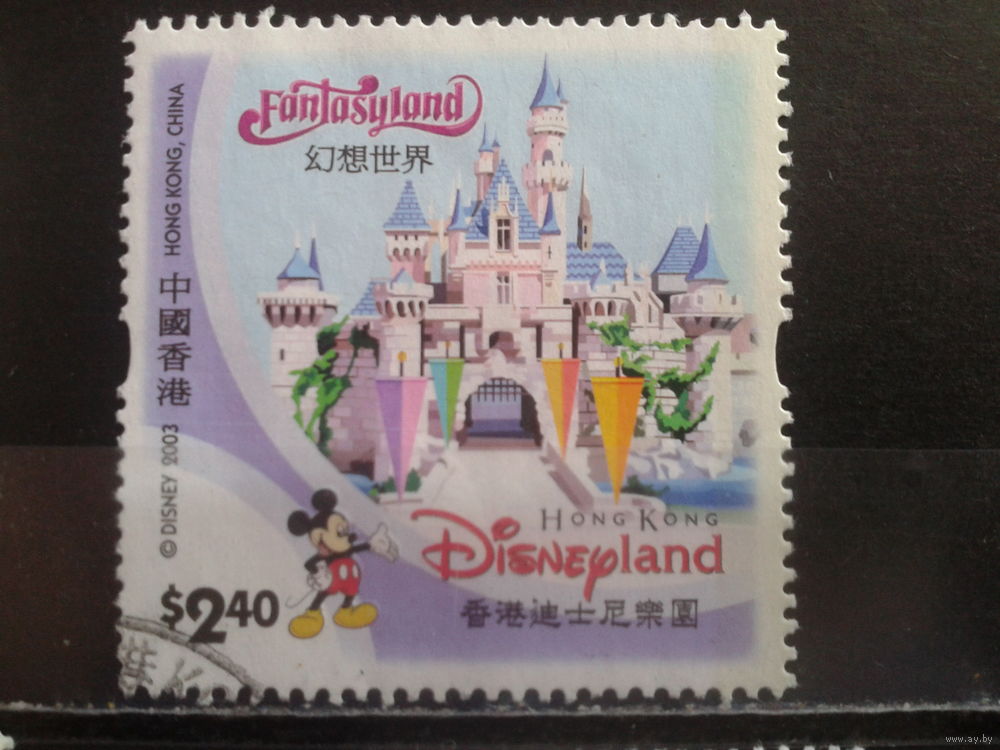 Fantasyland
幻想世界
HONG KONG, CHINA
中國香港
© DISNEY 2003
HONG KONG
Disneyland
香港迪士尼樂園
$2.40
www.ay.by